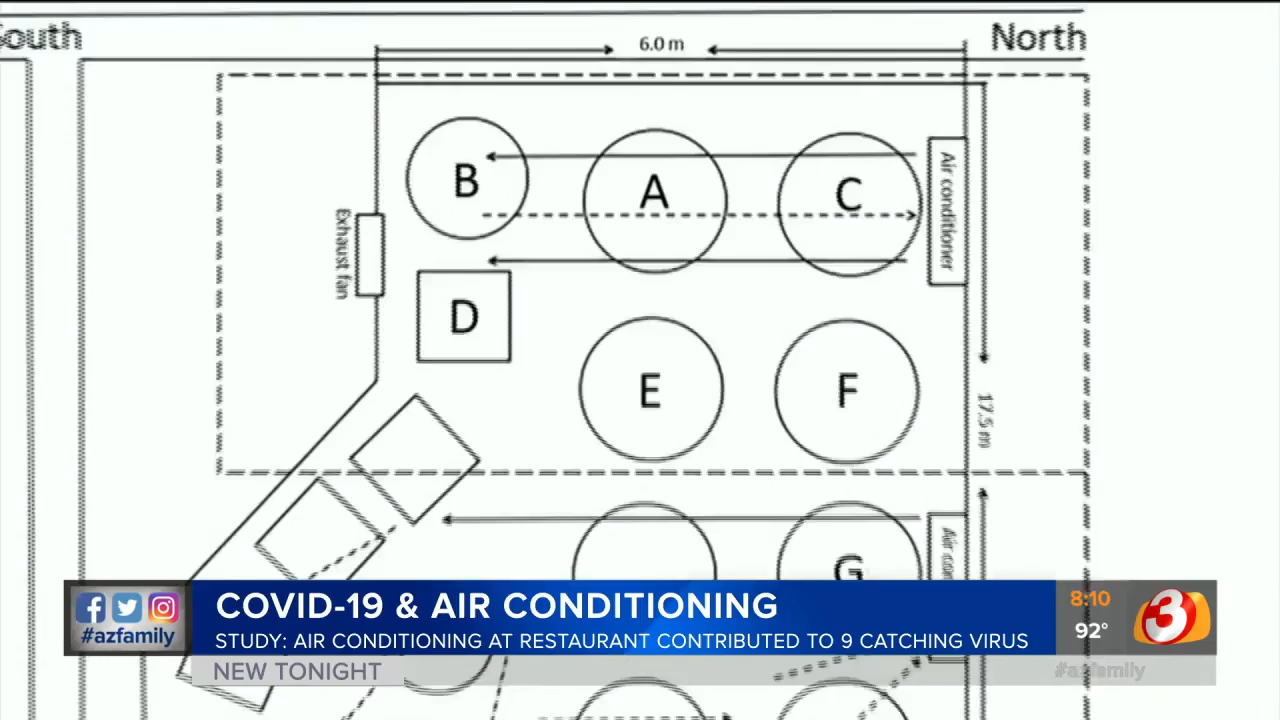 South
6.0 m
North
B
A
C
Air conditioner
Exhaust fan
D
E
F
17.5 m
G
COVID-19 & AIR CONDITIONING
STUDY: AIR CONDITIONING AT RESTAURANT CONTRIBUTED TO 9 CATCHING VIRUS
NEW TONIGHT
#azfamily
8:10
92°
3
#azfamily